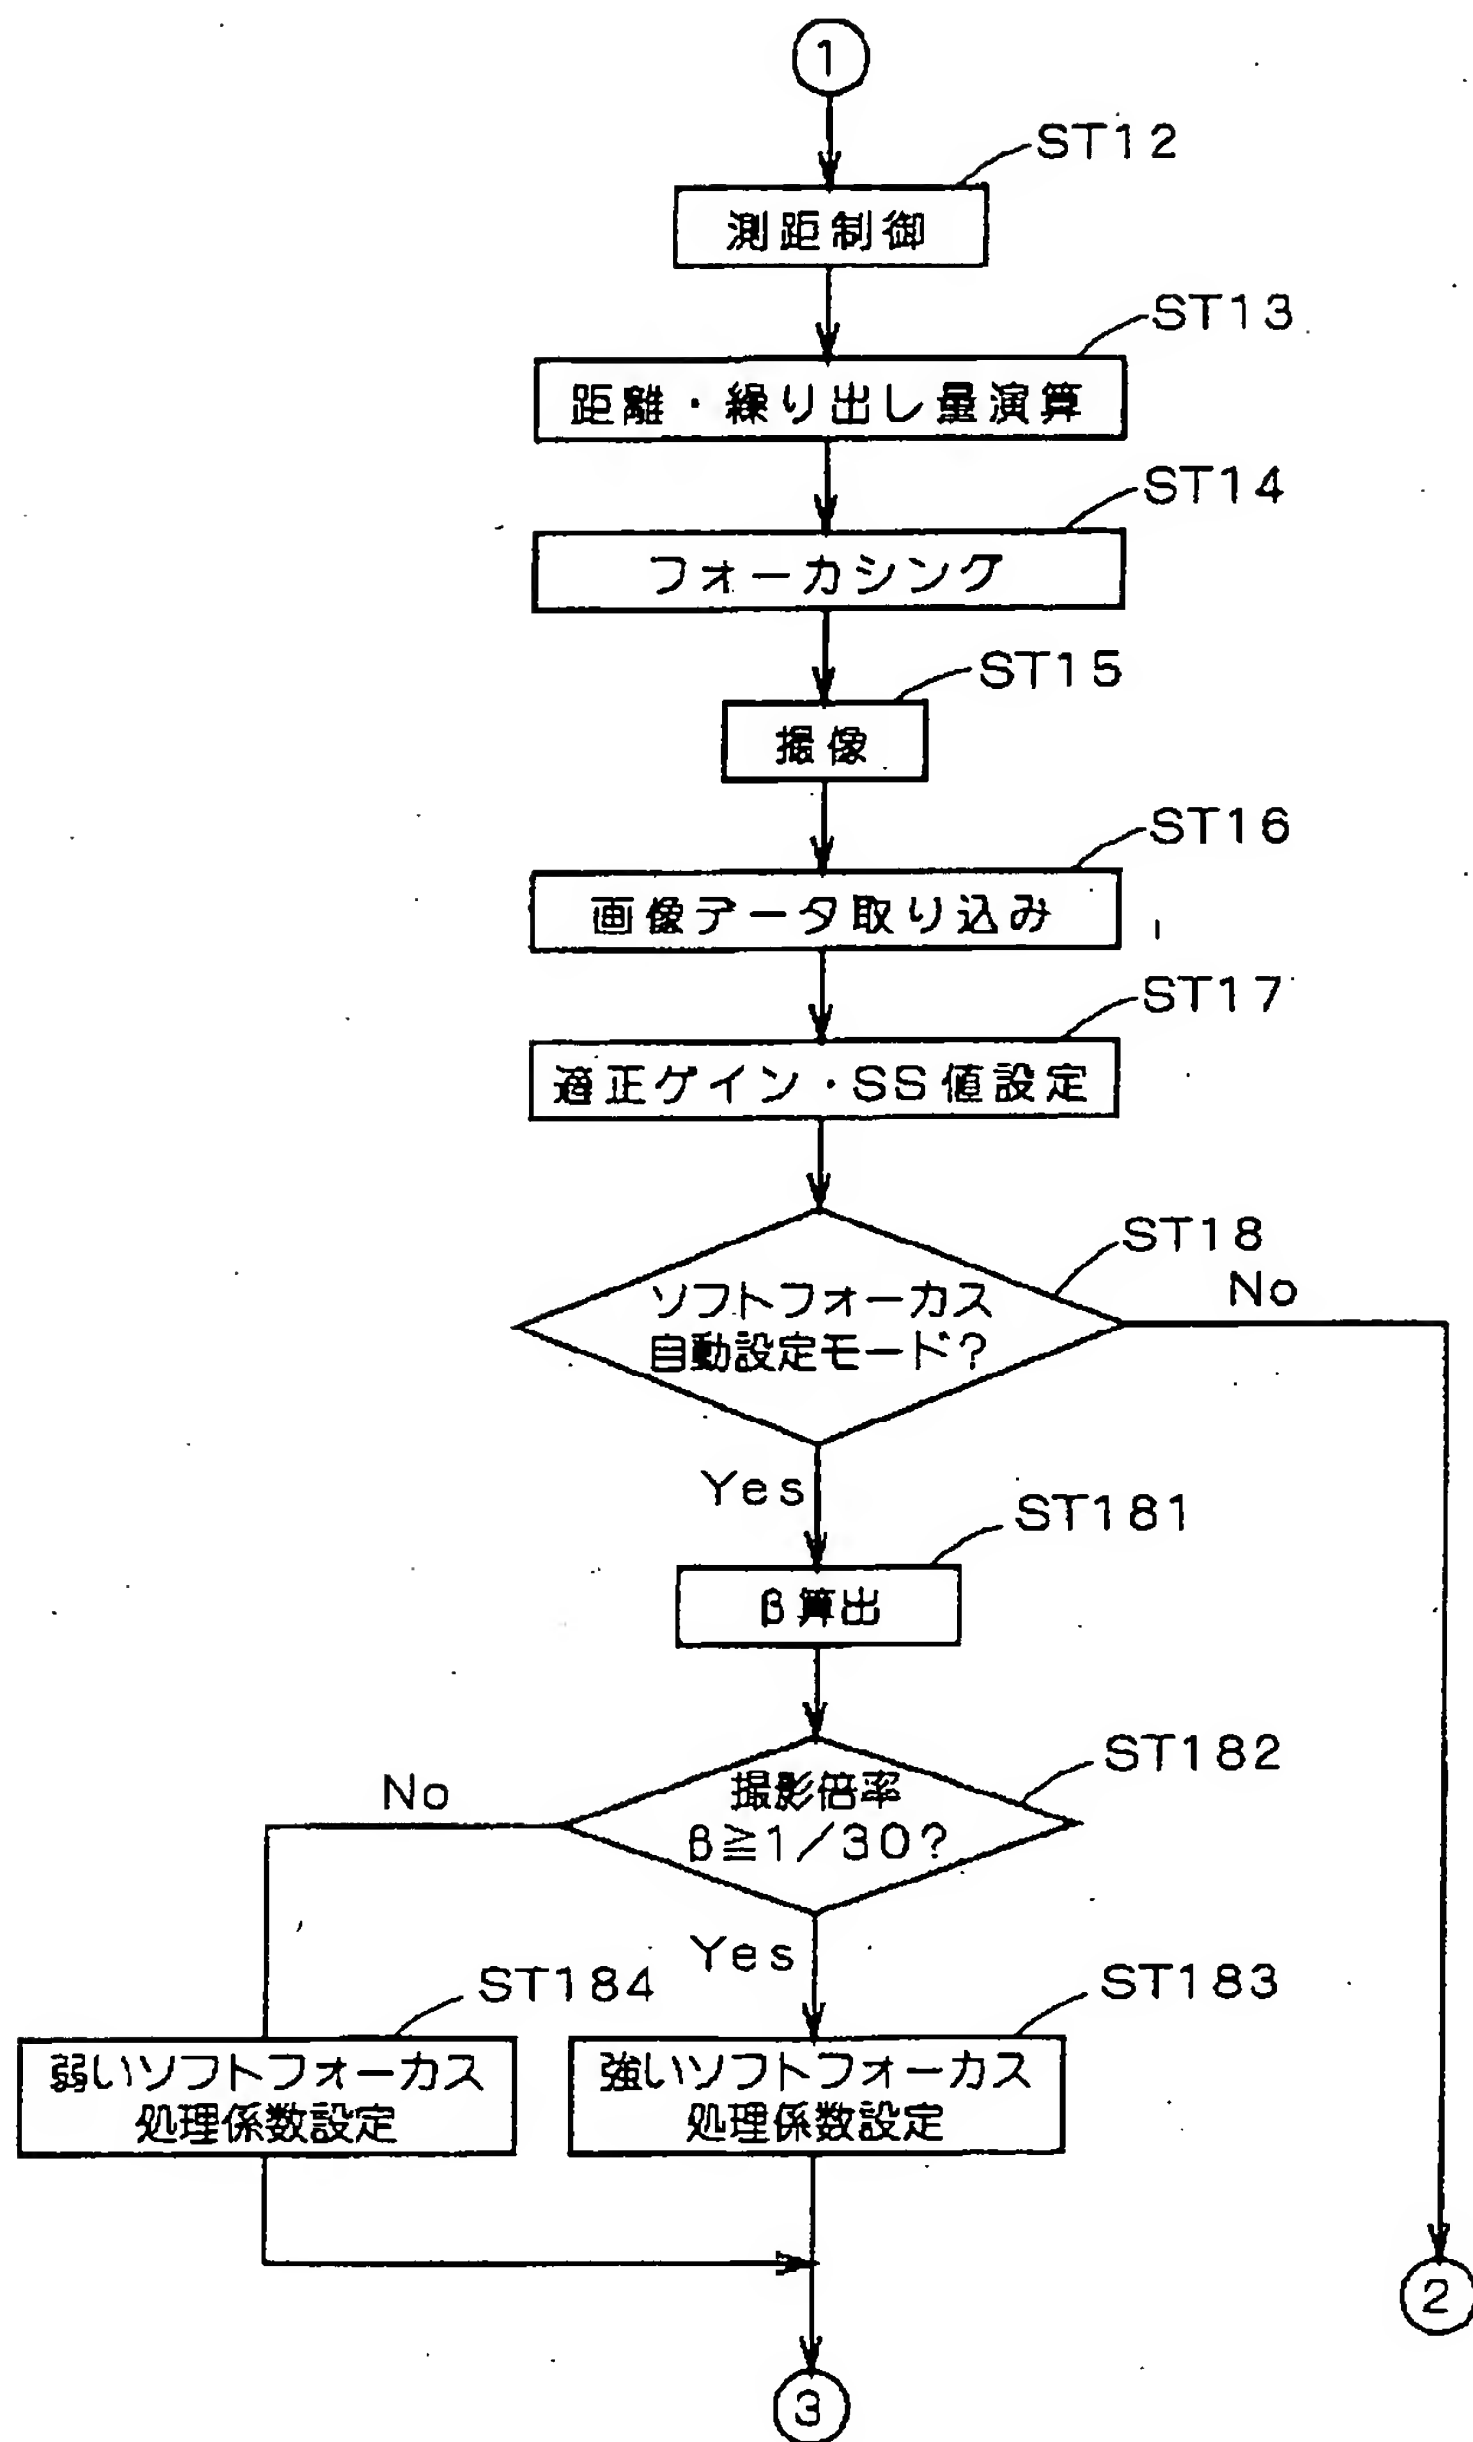 ①
ST12
測距制御
ST13
距離・繰り出し量演算
ST14
フォーカシング
ST15
撮像
ST16
画像データ取り込み
ST17
適正ゲイン・SS値設定
ST18
ソフトフォーカス
自動設定モード?
No
Yes
ST181
β算出
ST182
撮影倍率
β≧1/30?
No
Yes
ST184
弱いソフトフォーカス
処理係数設定
ST183
強いソフトフォーカス
処理係数設定
②
③